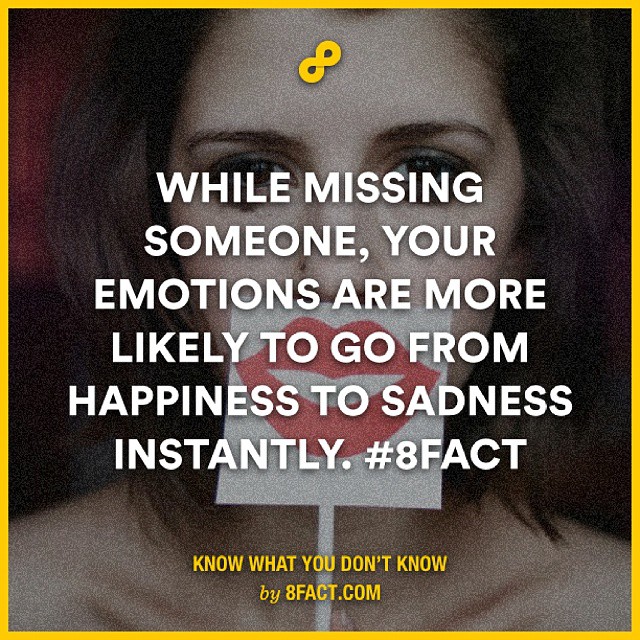 WHILE MISSING
SOMEONE, YOUR
EMOTIONS ARE MORE
LIKELY TO GO FROM
HAPPINESS TO SADNESS
INSTANTLY. #8FACT
KNOW WHAT YOU DON'T KNOW
by 8FACT.COM